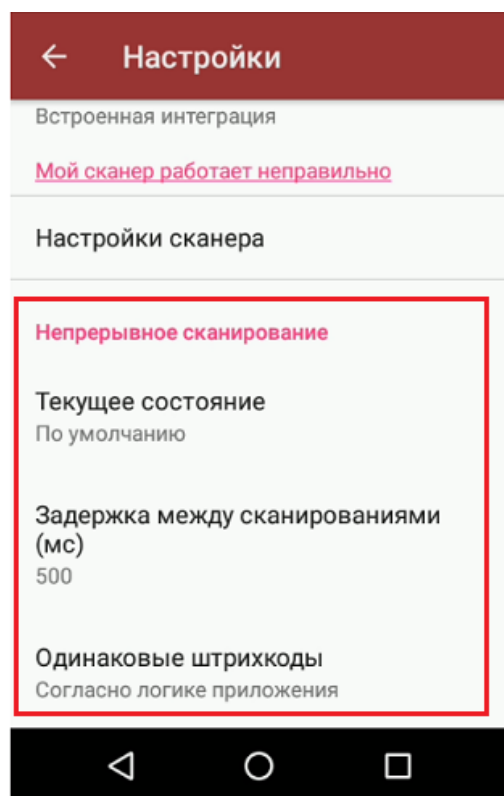 Настройки
Встроенная интеграция
Мой сканер работает неправильно
Настройки сканера
Непрерывное сканирование
Текущее состояние
По умолчанию
Задержка между сканированиями
(мс)
500
Одинаковые штрихкоды
Согласно логике приложения